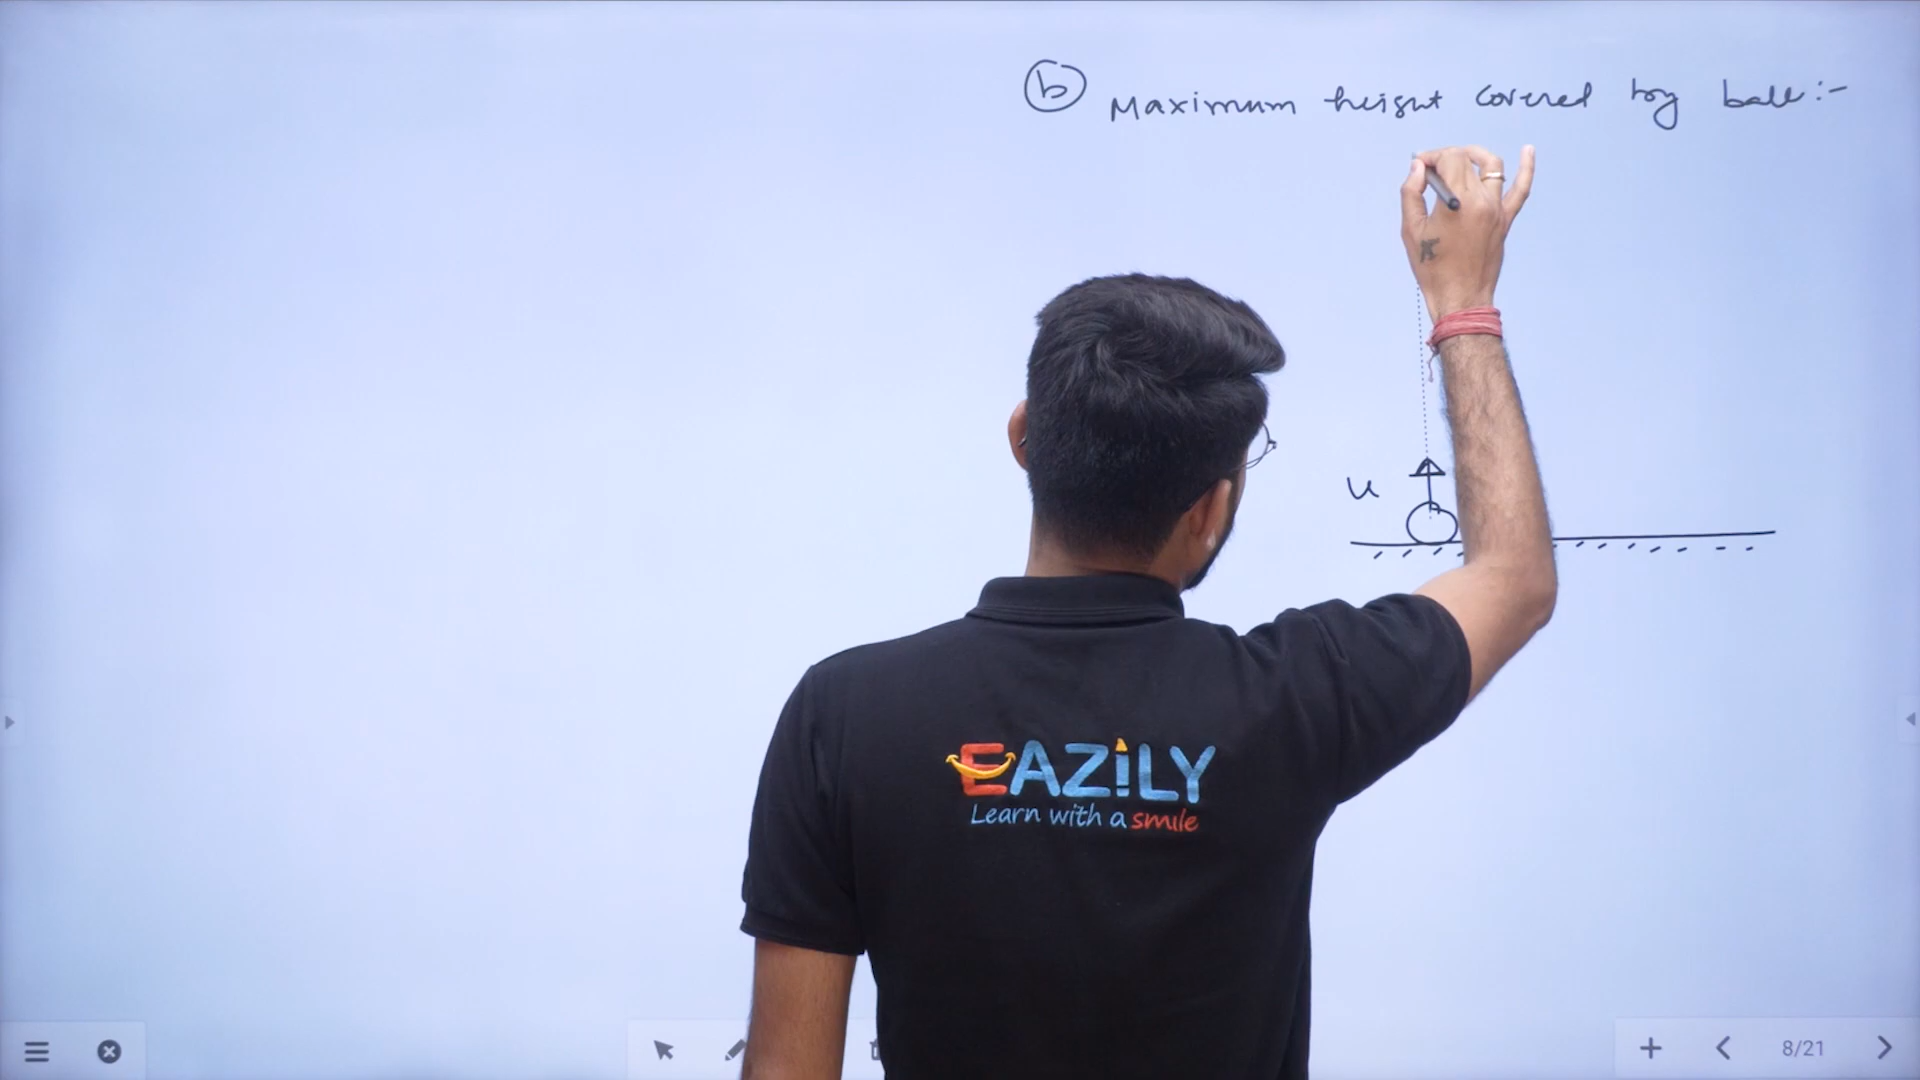 b Maximum height covered by ball:-
u
EAZiLY
Learn with a smile
8/21